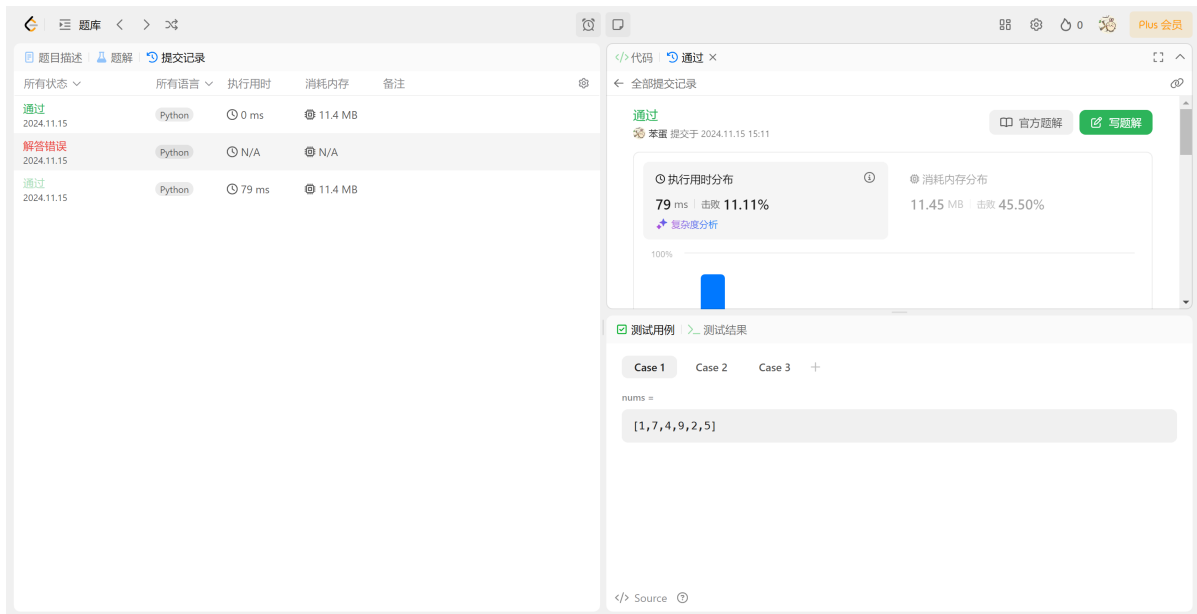 题库
0
Plus 会员
题目描述
题解
提交记录
所有状态
所有语言
执行用时
消耗内存
备注
通过
2024.11.15
Python
0 ms
11.4 MB
解答错误
2024.11.15
Python
N/A
N/A
通过
2024.11.15
Python
79 ms
11.4 MB
</>代码
通过
全部提交记录
通过
笨蛋 提交于 2024.11.15 15:11
官方题解
写题解
执行用时分布
79 ms 击败 11.11%
复杂度分析
消耗内存分布
11.45 MB 击败 45.50%
100%
测试用例
>_ 测试结果
Case 1
Case 2
Case 3
+
nums =
[1,7,4,9,2,5]
</> Source